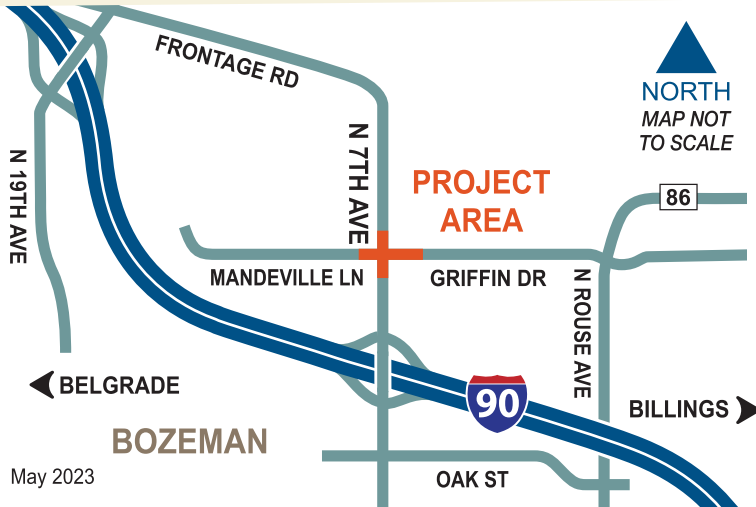 FRONTAGE RD
NORTH
MAP NOT
TO SCALE
N 19TH AVE
N 7TH AVE
PROJECT
AREA
86
MANDEVILLE LN
GRIFFIN DR
N ROUSE AVE
BELGRADE
90
BILLINGS
BOZEMAN
OAK ST
May 2023